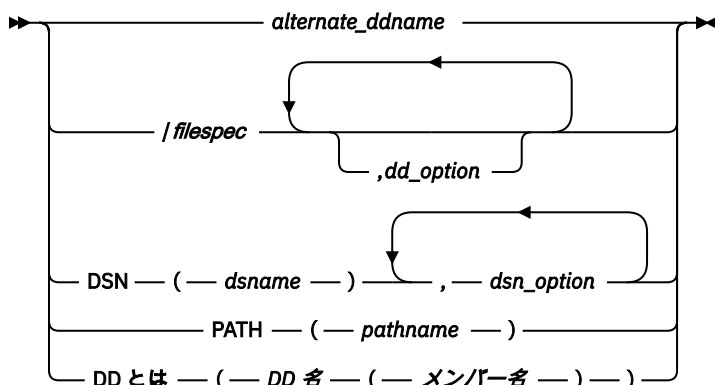 alternate_ddname
/filespec
,dd_option
DSN ( dsname ) , dsn_option
PATH ( pathname )
DD とは ( DD 名 ( メンバー名 ) )